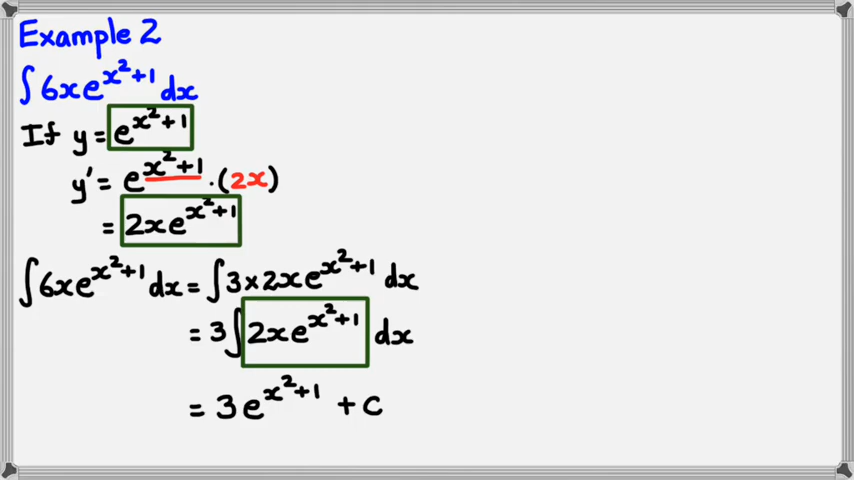 Example 2
∫6xe^{x²+1} dx
If y = e^{x²+1}
y' = e^{x²+1} · (2x)
= 2xe^{x²+1}
∫6xe^{x²+1} dx = ∫3 × 2xe^{x²+1} dx
= 3∫2xe^{x²+1} dx
= 3e^{x²+1} + c